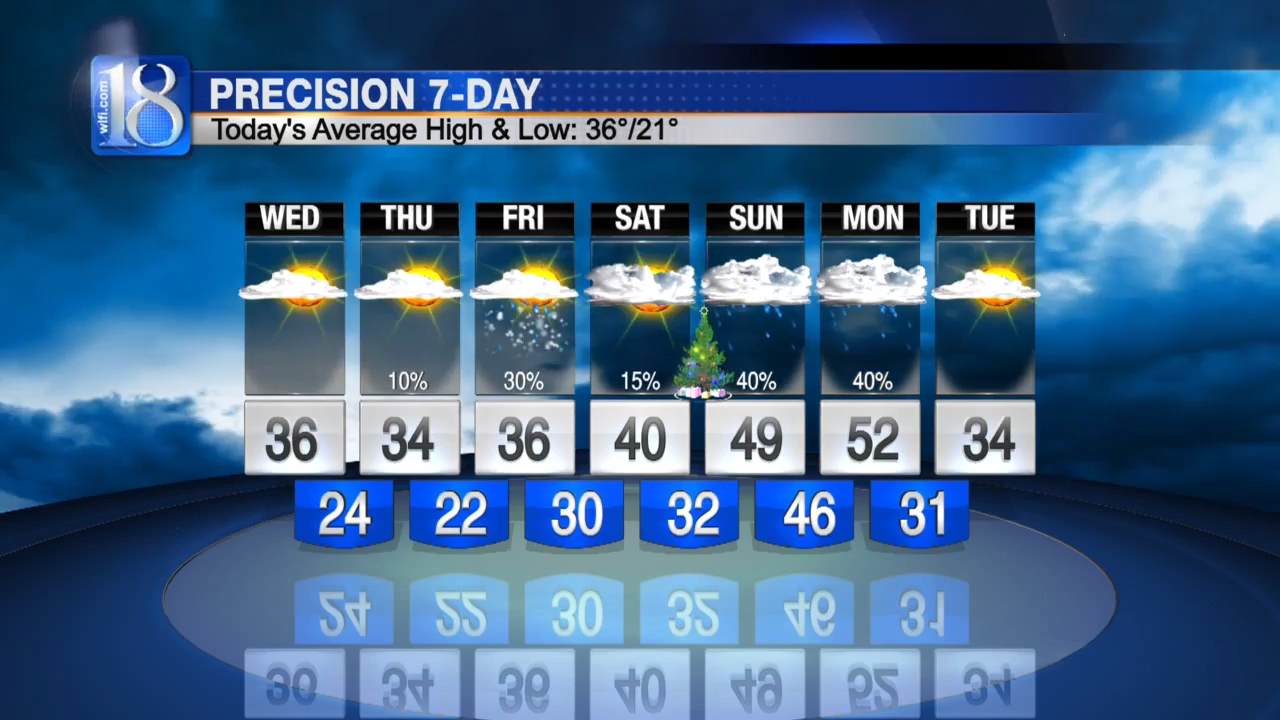 wlfi.com
18
PRECISION 7-DAY
Today's Average High & Low: 36°/21°
WED THU FRI SAT SUN MON TUE
10% 30% 15% 40% 40%
36 34 36 40 49 52 34
24 22 30 32 46 31